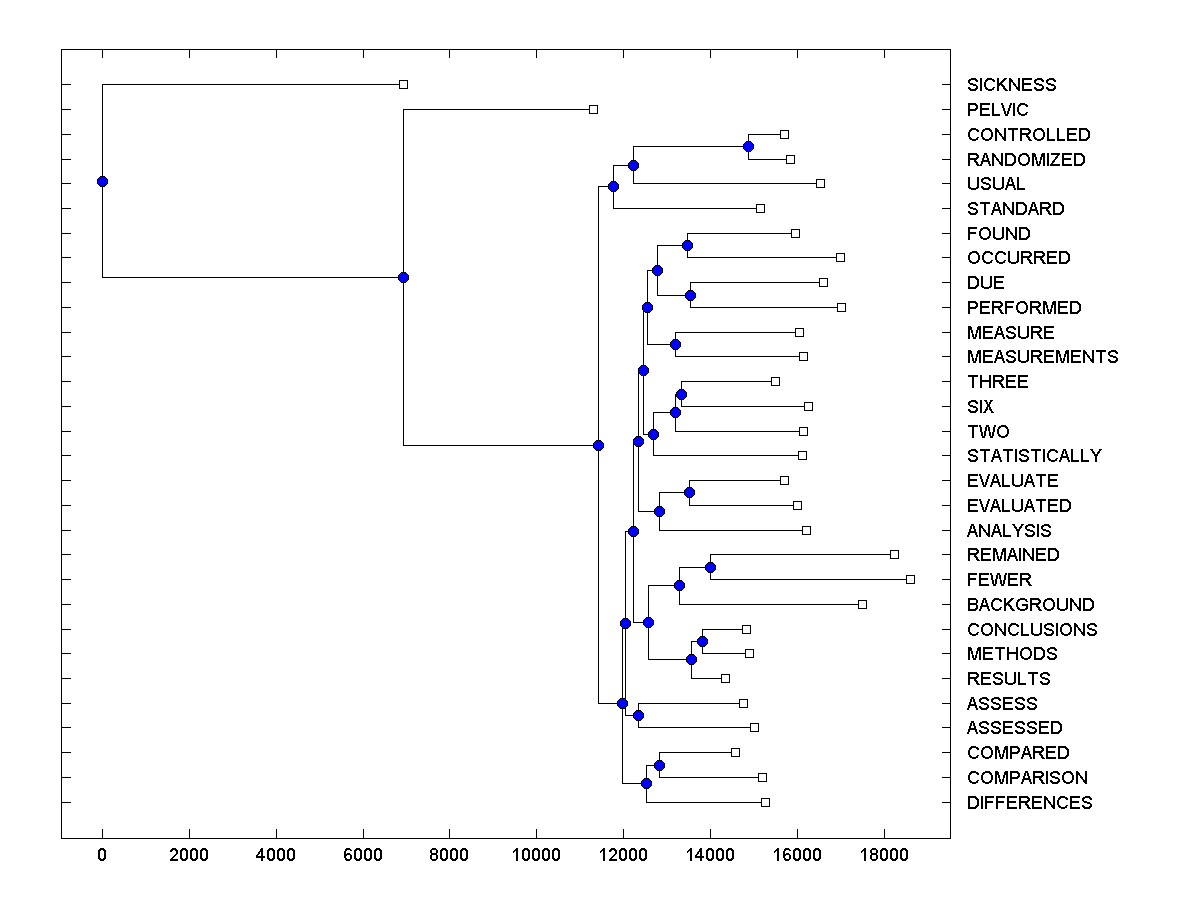 SICKNESS
PELVIC
CONTROLLED
RANDOMIZED
USUAL
STANDARD
FOUND
OCCURRED
DUE
PERFORMED
MEASURE
MEASUREMENTS
THREE
SIX
TWO
STATISTICALLY
EVALUATE
EVALUATED
ANALYSIS
REMAINED
FEWER
BACKGROUND
CONCLUSIONS
METHODS
RESULTS
ASSESS
ASSESSED
COMPARED
COMPARISON
DIFFERENCES
0 2000 4000 6000 8000 10000 12000 14000 16000 18000